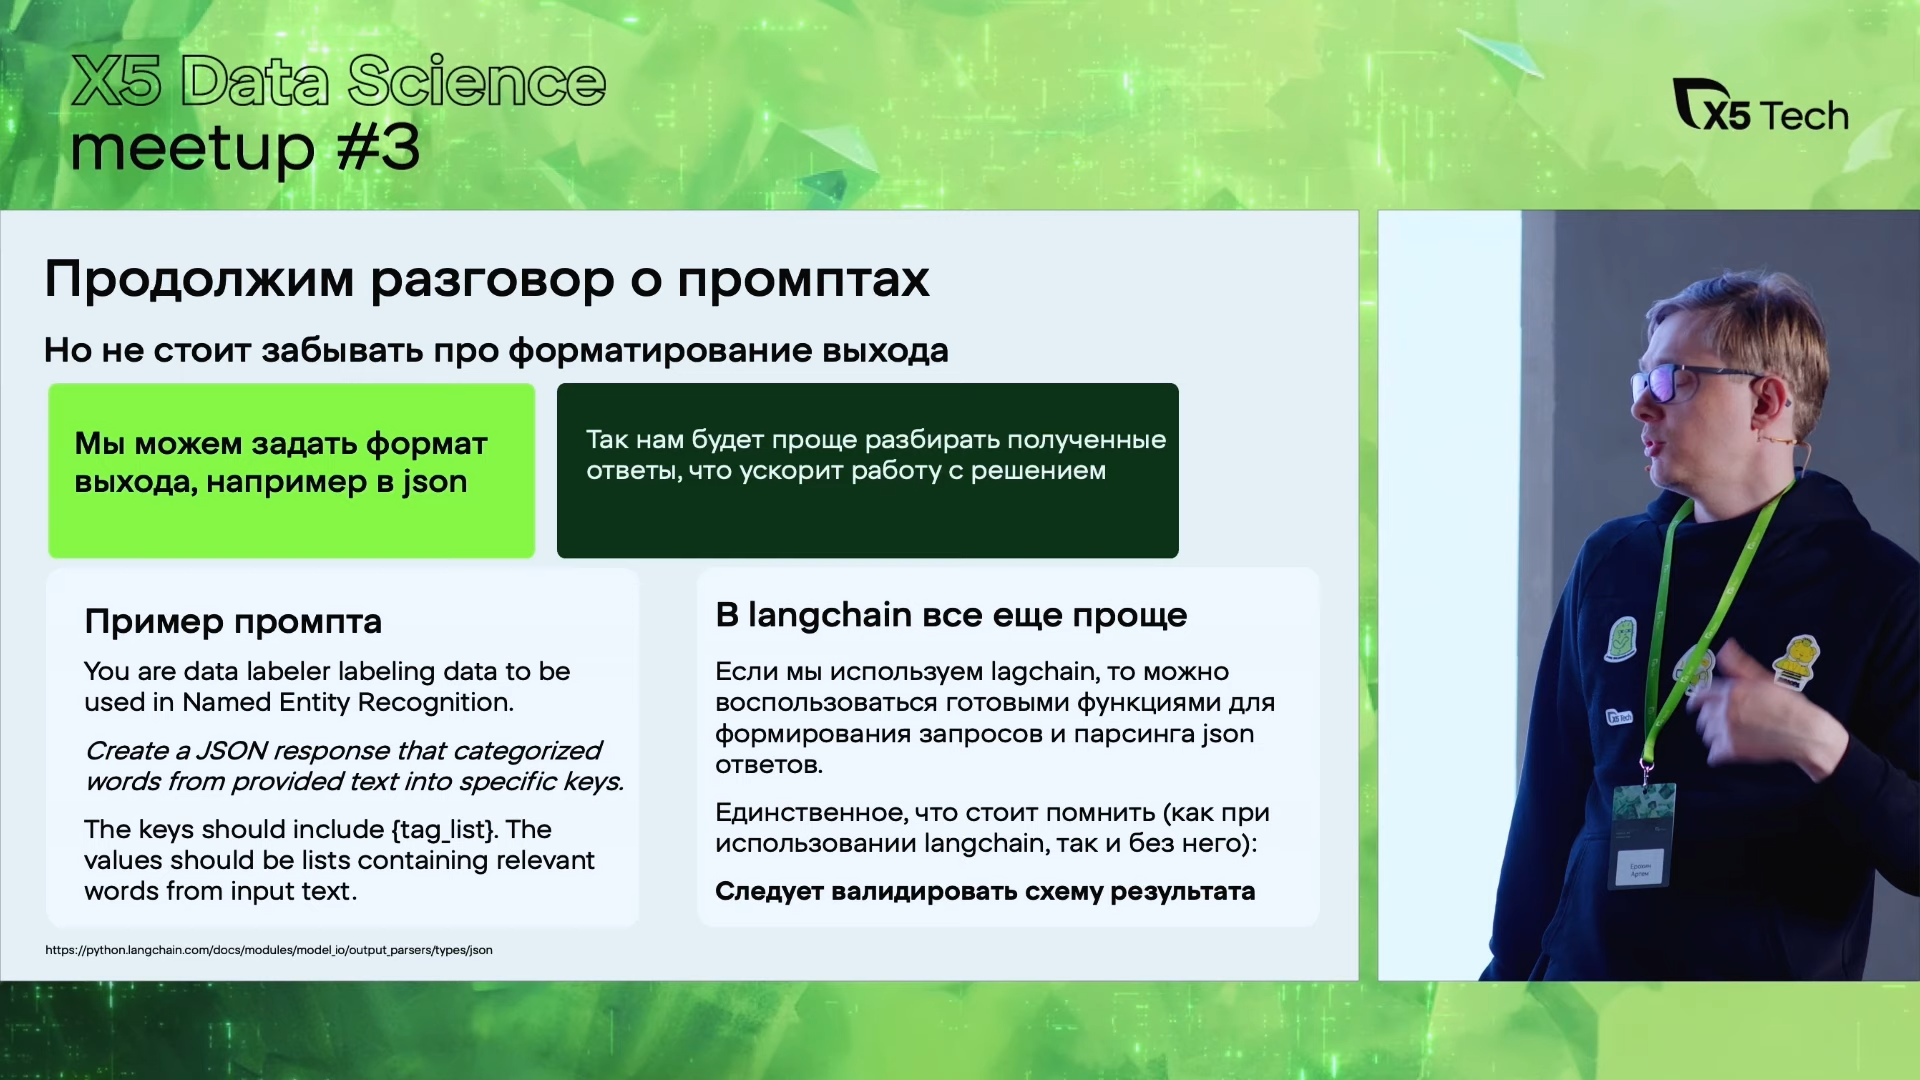 X5 Data Science
meetup #3
X5 Tech
Продолжим разговор о промптах
Но не стоит забывать про форматирование выхода
Мы можем задать формат
выхода, например в json
Так нам будет проще разбирать полученные
ответы, что ускорит работу с решением
Пример промпта
You are data labeler labeling data to be
used in Named Entity Recognition.
Create a JSON response that categorized
words from provided text into specific keys.
The keys should include {tag_list}. The
values should be lists containing relevant
words from input text.
В langchain все еще проще
Если мы используем lagchain, то можно
воспользоваться готовыми функциями для
формирования запросов и парсинга json
ответов.
Единственное, что стоит помнить (как при
использовании langchain, так и без него):
Следует валидировать схему результата
https://python.langchain.com/docs/modules/model_io/output_parsers/types/json
X5 Tech
Ерохин
Артем